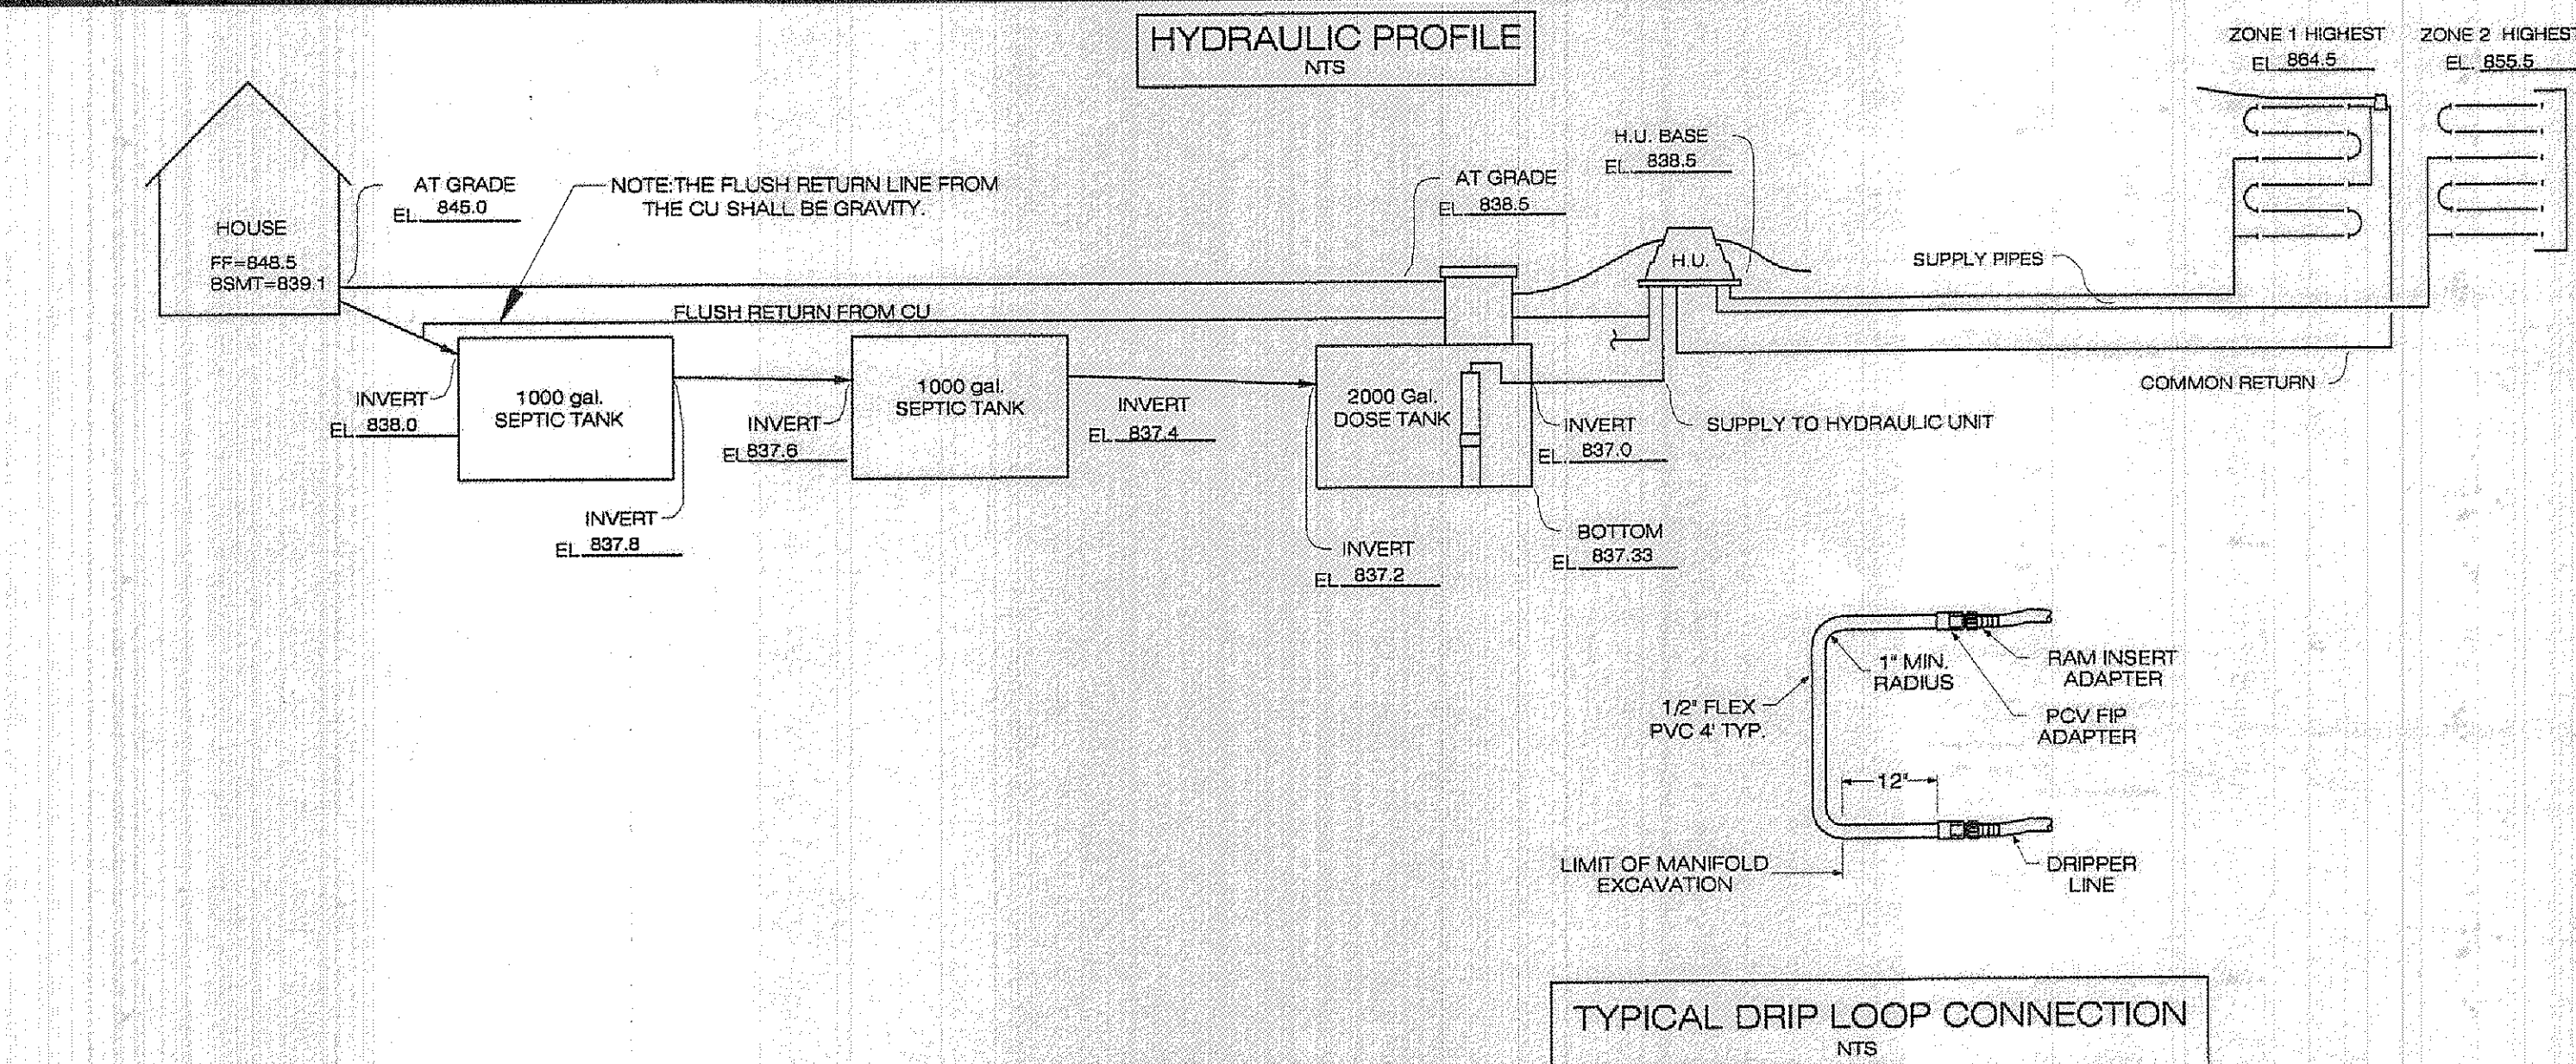 HYDRAULIC PROFILE
NTS
ZONE 1 HIGHEST
EL 864.5
ZONE 2 HIGHEST
EL. 855.5
H.U. BASE
EL 838.5
AT GRADE
EL. 845.0
NOTE:THE FLUSH RETURN LINE FROM
THE CU SHALL BE GRAVITY.
AT GRADE
EL 838.5
HOUSE
FF=848.5
BSMT=839.1
H.U.
SUPPLY PIPES
FLUSH RETURN FROM CU
INVERT
EL 838.0
1000 gal.
SEPTIC TANK
INVERT
EL 837.6
1000 gal.
SEPTIC TANK
INVERT
EL 837.4
2000 Gal.
DOSE TANK
INVERT
EL. 837.0
SUPPLY TO HYDRAULIC UNIT
COMMON RETURN
INVERT
EL 837.8
INVERT
EL 837.2
BOTTOM
EL 837.33
1" MIN.
RADIUS
RAM INSERT
ADAPTER
1/2" FLEX
PVC 4' TYP.
PCV FIP
ADAPTER
12"
LIMIT OF MANIFOLD
EXCAVATION
DRIPPER
LINE
TYPICAL DRIP LOOP CONNECTION
NTS